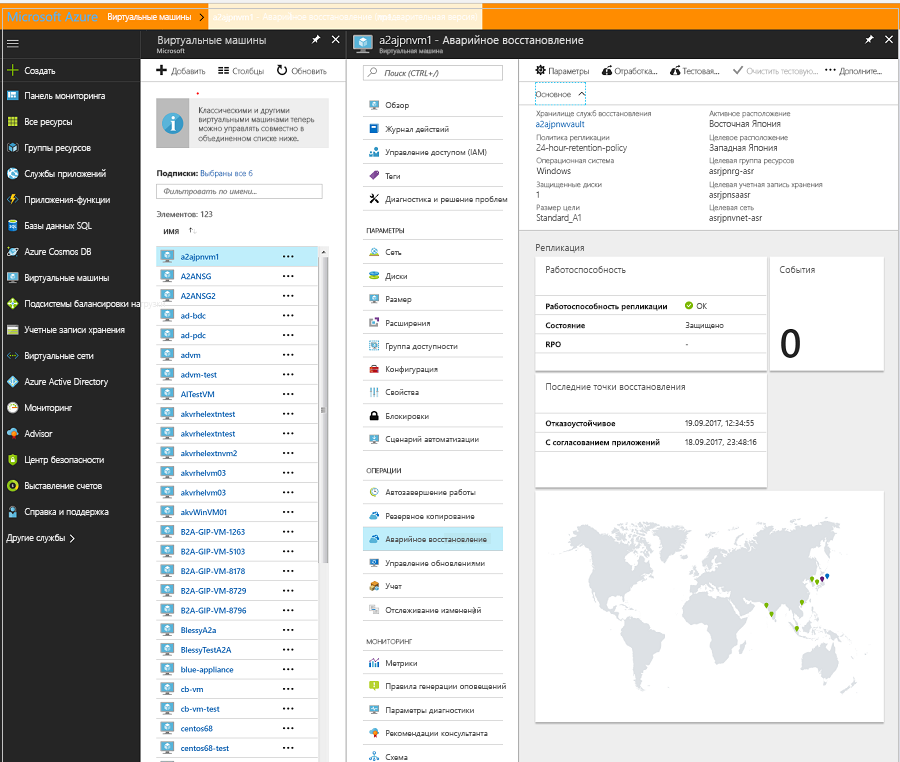 Microsoft Azure Виртуальные машины
a2ajpnvm1 - Аварийное восстановление
Создать
Панель мониторинга
Все ресурсы
Группы ресурсов
Службы приложений
Приложения-функции
Базы данных SQL
Azure Cosmos DB
Виртуальные машины
Подсистемы балансировки нагрузки
Учетные записи хранения
Виртуальные сети
Azure Active Directory
Мониторинг
Advisor
Центр безопасности
Выставление счетов
Справка и поддержка
Другие службы
Виртуальные машины
Microsoft
Добавить Столбцы Обновить
Классическими и другими
виртуальными машинами теперь
можно управлять совместно в
объединенном списке ниже.
Подписки: Выбраны все 6
Фильтровать по имени...
Элементов: 123
ИМЯ
a2ajpnvm1
A2ANSG
A2ANSG2
ad-bdc
ad-pdc
advm
advm-test
AITestVM
akvrhelextntest
akvrhelextntest
akvrhelextnvm2
akvrhelvm03
akvrhelvm03
akvWinVM01
B2A-GIP-VM-1263
B2A-GIP-VM-5103
B2A-GIP-VM-8178
B2A-GIP-VM-8729
B2A-GIP-VM-8796
BlessyA2a
BlessyTestA2A
blue-appliance
cb-vm
cb-vm-test
centos68
centos68-test
a2ajpnvm1 - Аварийное восстановление
Виртуальная машина
Поиск (CTRL+/)
Обзор
Журнал действий
Управление доступом (IAM)
Теги
Диагностика и решение проблем
ПАРАМЕТРЫ
Сеть
Диски
Размер
Расширения
Группа доступности
Конфигурация
Свойства
Блокировки
Сценарий автоматизации
ОПЕРАЦИИ
Автозавершение работы
Резервное копирование
Аварийное восстановление
Управление обновлениями
Учет
Отслеживание изменений
МОНИТОРИНГ
Метрики
Правила генерации оповещений
Параметры диагностики
Рекомендации консультанта
Схема
Параметры Отработка... Тестовая... Очистить тестовую... Дополните...
Основное
Хранилище служб восстановления
a2ajpnwvault
Политика репликации
24-hour-retention-policy
Операционная система
Windows
Защищенные диски
1
Размер цели
Standard_A1
Активное расположение
Восточная Япония
Целевое расположение
Западная Япония
Целевая группа ресурсов
asrjpnrg-asr
Целевая учетная запись хранения
asrjpnsaasr
Целевая сеть
asrjpnvnet-asr
Репликация
Работоспособность
Работоспособность репликации OK
Состояние Защищено
RPO -
События
0
Последние точки восстановления
Отказоустойчивое 19.09.2017, 12:34:55
С согласованием приложений 18.09.2017, 23:48:16